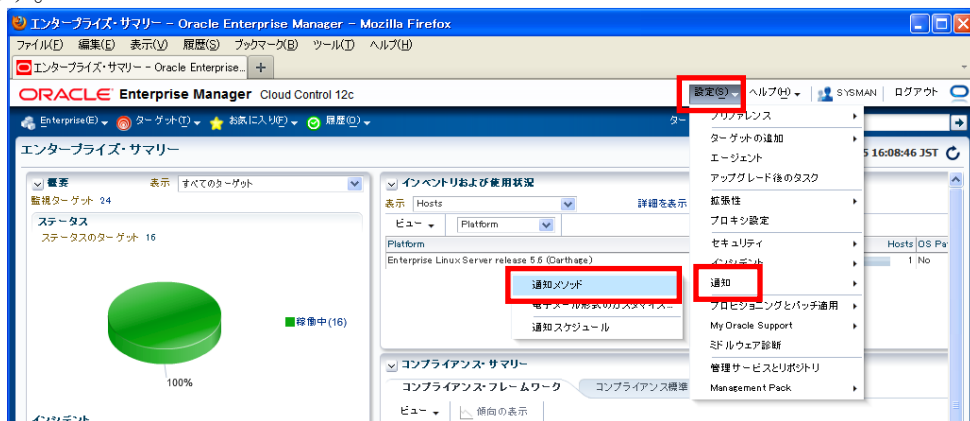 エンタープライズ・サマリー - Oracle Enterprise Manager - Mozilla Firefox
ファイル(F) 編集(E) 表示(V) 履歴(S) ブックマーク(B) ツール(T) ヘルプ(H)
エンタープライズ・サマリー - Oracle Enterprise... +
ORACLE Enterprise Manager Cloud Control 12c
設定(S) ヘルプ(H) SYSMAN ログアウト
Enterprise(E) ターゲット(T) お気に入り(F) 履歴(O)
ター
エンタープライズ・サマリー
5 16:08:46 JST
プリファレンス
ターゲットの追加
エージェント
アップグレード後のタスク
拡張性
プロキシ設定
セキュリティ
インシデント
通知
プロビジョニングとパッチ適用
My Oracle Support
ミドルウェア診断
管理サービスとリポジトリ
Management Pack
通知メソッド
電子メール形式のカスタマイズ...
通知スケジュール
概要
表示 すべてのターゲット
監視ターゲット 24
ステータス
ステータスのターゲット 16
稼働中(16)
100%
インシデント
インベントリおよび使用状況
表示 Hosts
詳細を表示
ビュー Platform
Platform Hosts OS Pa
Enterprise Linux Server release 5.6 (Carthage) 1 No
コンプライアンス・サマリー
コンプライアンス・フレームワーク コンプライアンス標準
ビュー 傾向の表示